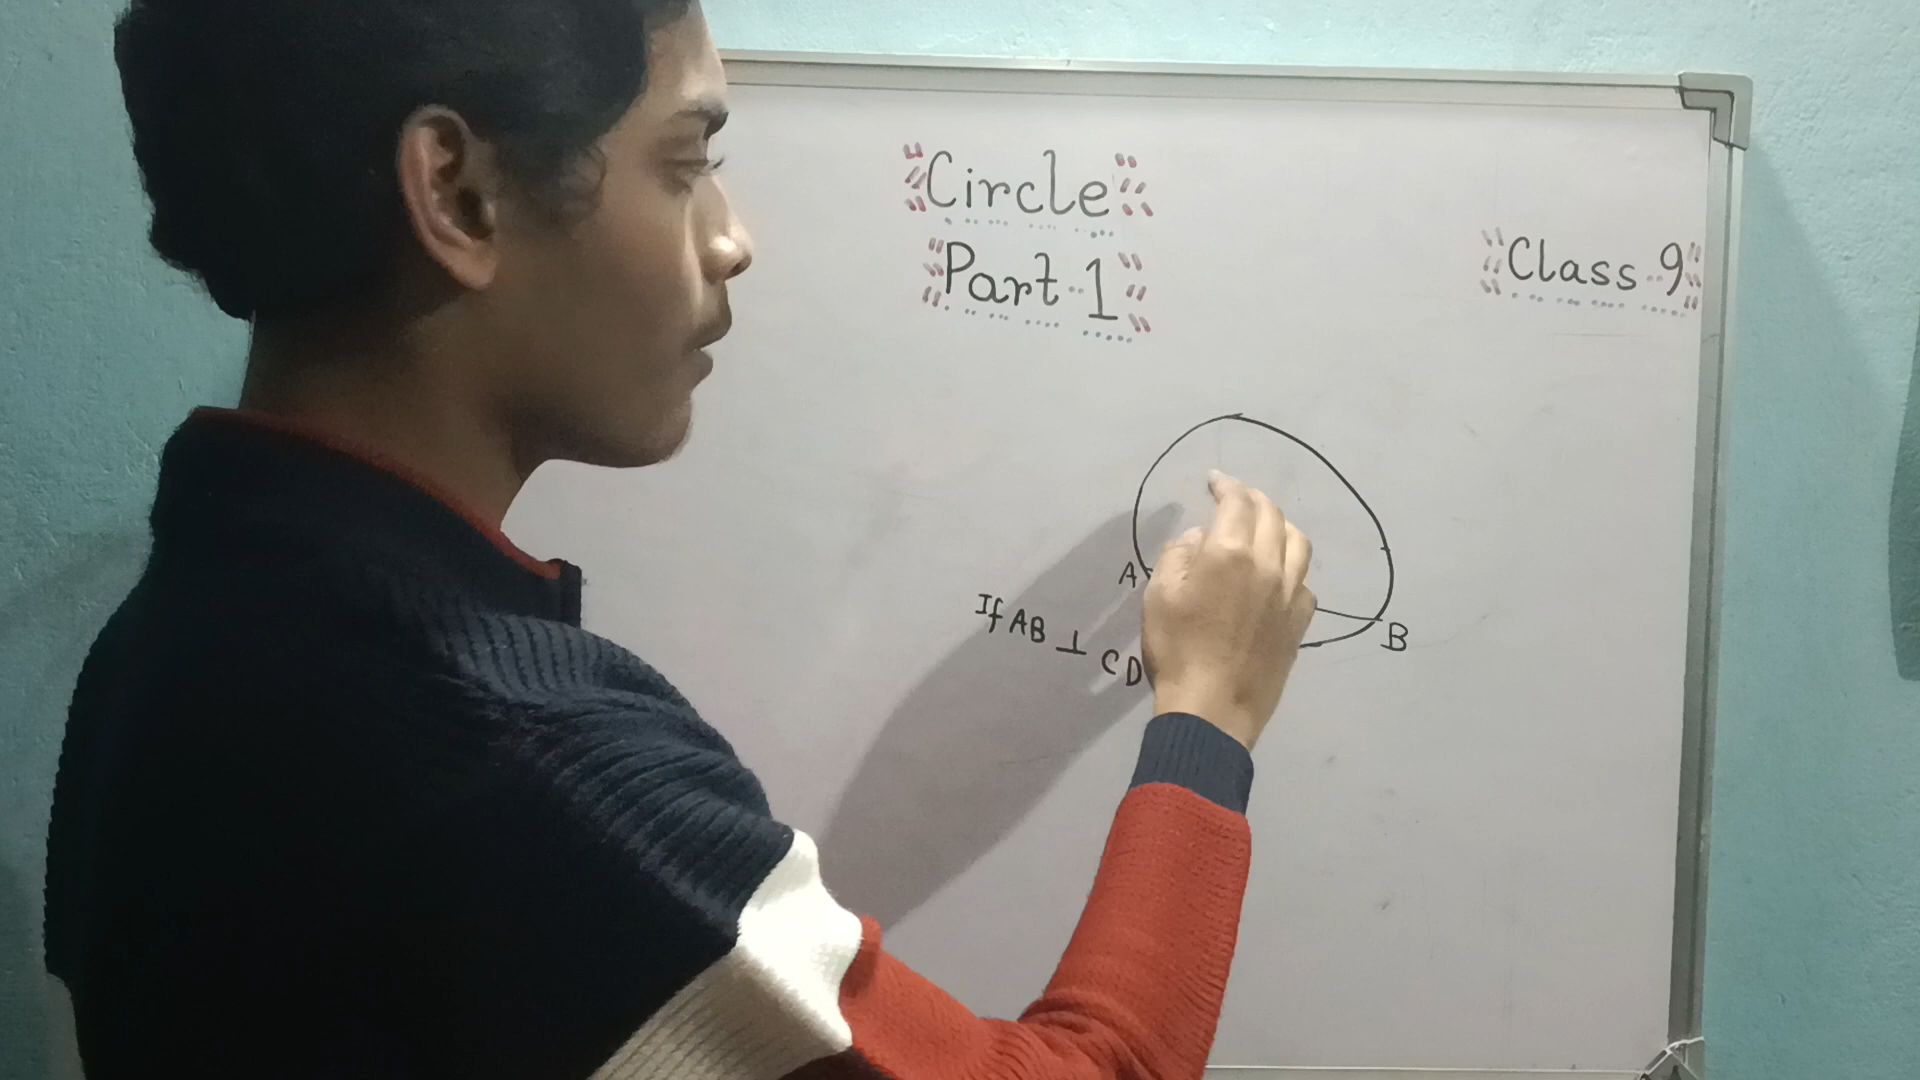 Circle
Part-1
Class-9
A
B
If AB ⊥ CD